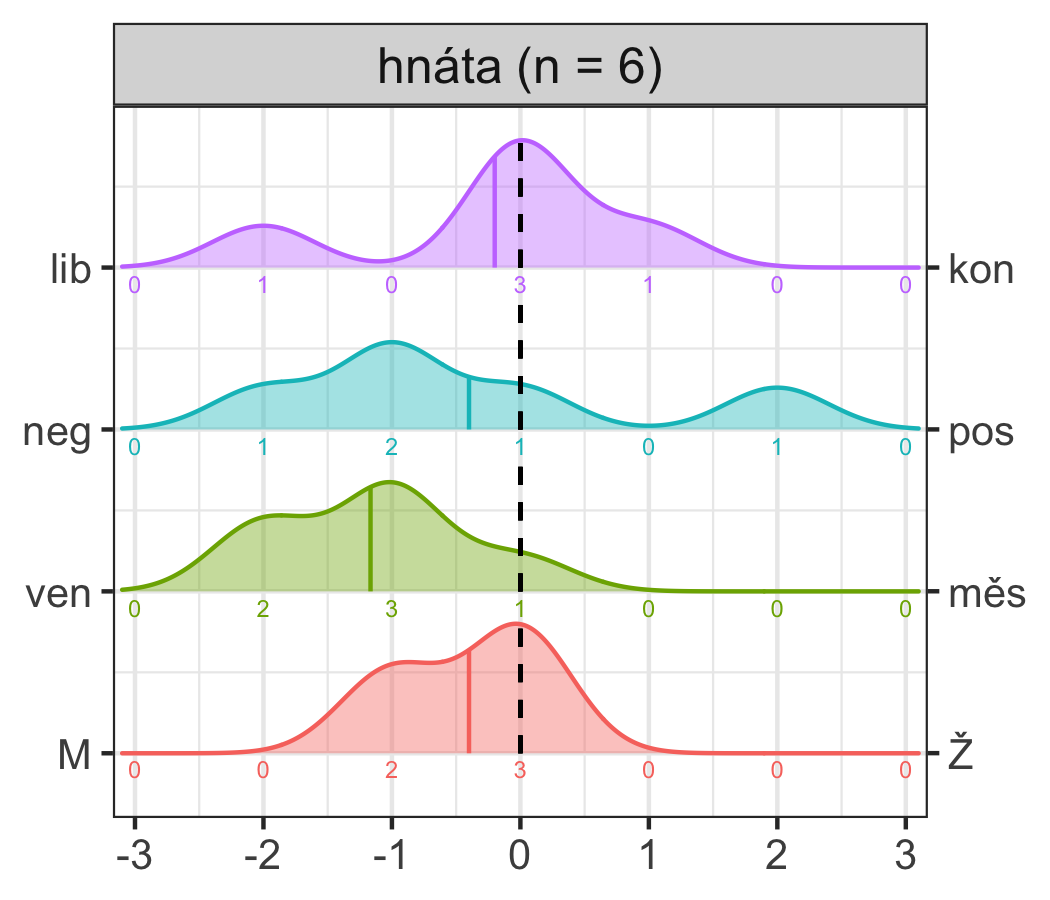 hnáta (n = 6)
lib kon
0 1 0 3 1 0 0
neg pos
0 1 2 1 0 1 0
ven měs
0 2 3 1 0 0 0
M Ž
0 0 2 3 0 0 0
-3 -2 -1 0 1 2 3